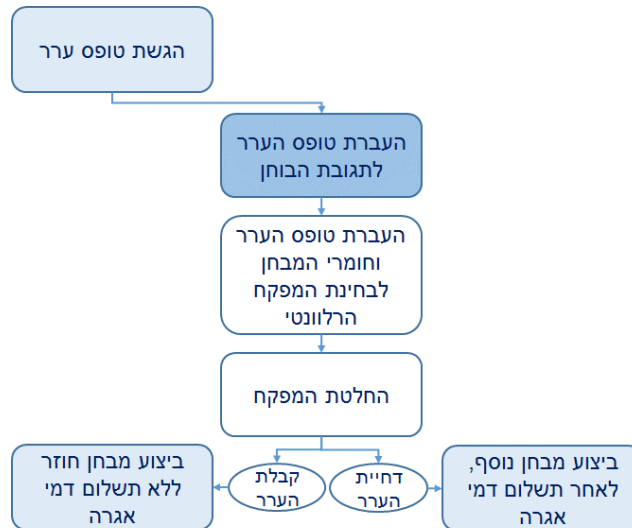 הגשת טופס ערר
העברת טופס הערר
לתגובת הבוחן
העברת טופס הערר
וחומרי המבחן
לבחינת המפקח
הרלוונטי
החלטת המפקח
דחיית
הערר
קבלת
הערר
ביצוע מבחן נוסף,
לאחר תשלום דמי
אגרה
ביצוע מבחן חוזר
ללא תשלום דמי
אגרה